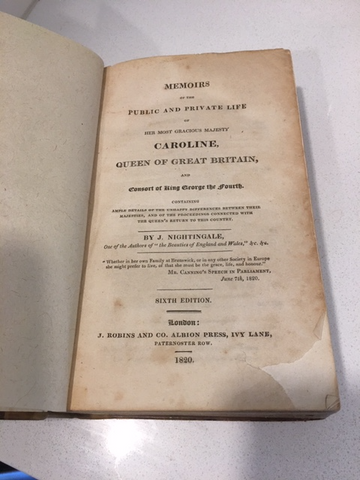 MEMOIRS
OF THE
PUBLIC AND PRIVATE LIFE
OF
HER MOST GRACIOUS MAJESTY
CAROLINE,
QUEEN OF GREAT BRITAIN,
AND
Consort of King George the Fourth.
CONTAINING
AMPLE DETAILS OF THE UNHAPPY DIFFERENCES BETWEEN THEIR
MAJESTIES, AND OF THE PROCEEDINGS CONNECTED WITH
THE QUEEN'S RETURN TO THIS COUNTRY.
BY J. NIGHTINGALE,
One of the Authors of "the Beauties of England and Wales," &c. &c.
"Whether in her own Family at Brunswick, or in any other Society in Europe
she might prefer to live, of that she must be the grace, life, and
MR. CANNING'S SPEECH IN PARLIAMENT,
June 7th, 1820.
SIXTH EDITION.
London:
J. ROBINS AND CO. ALBION PRESS, IVY LANE,
PATERNOSTER ROW.
1820.